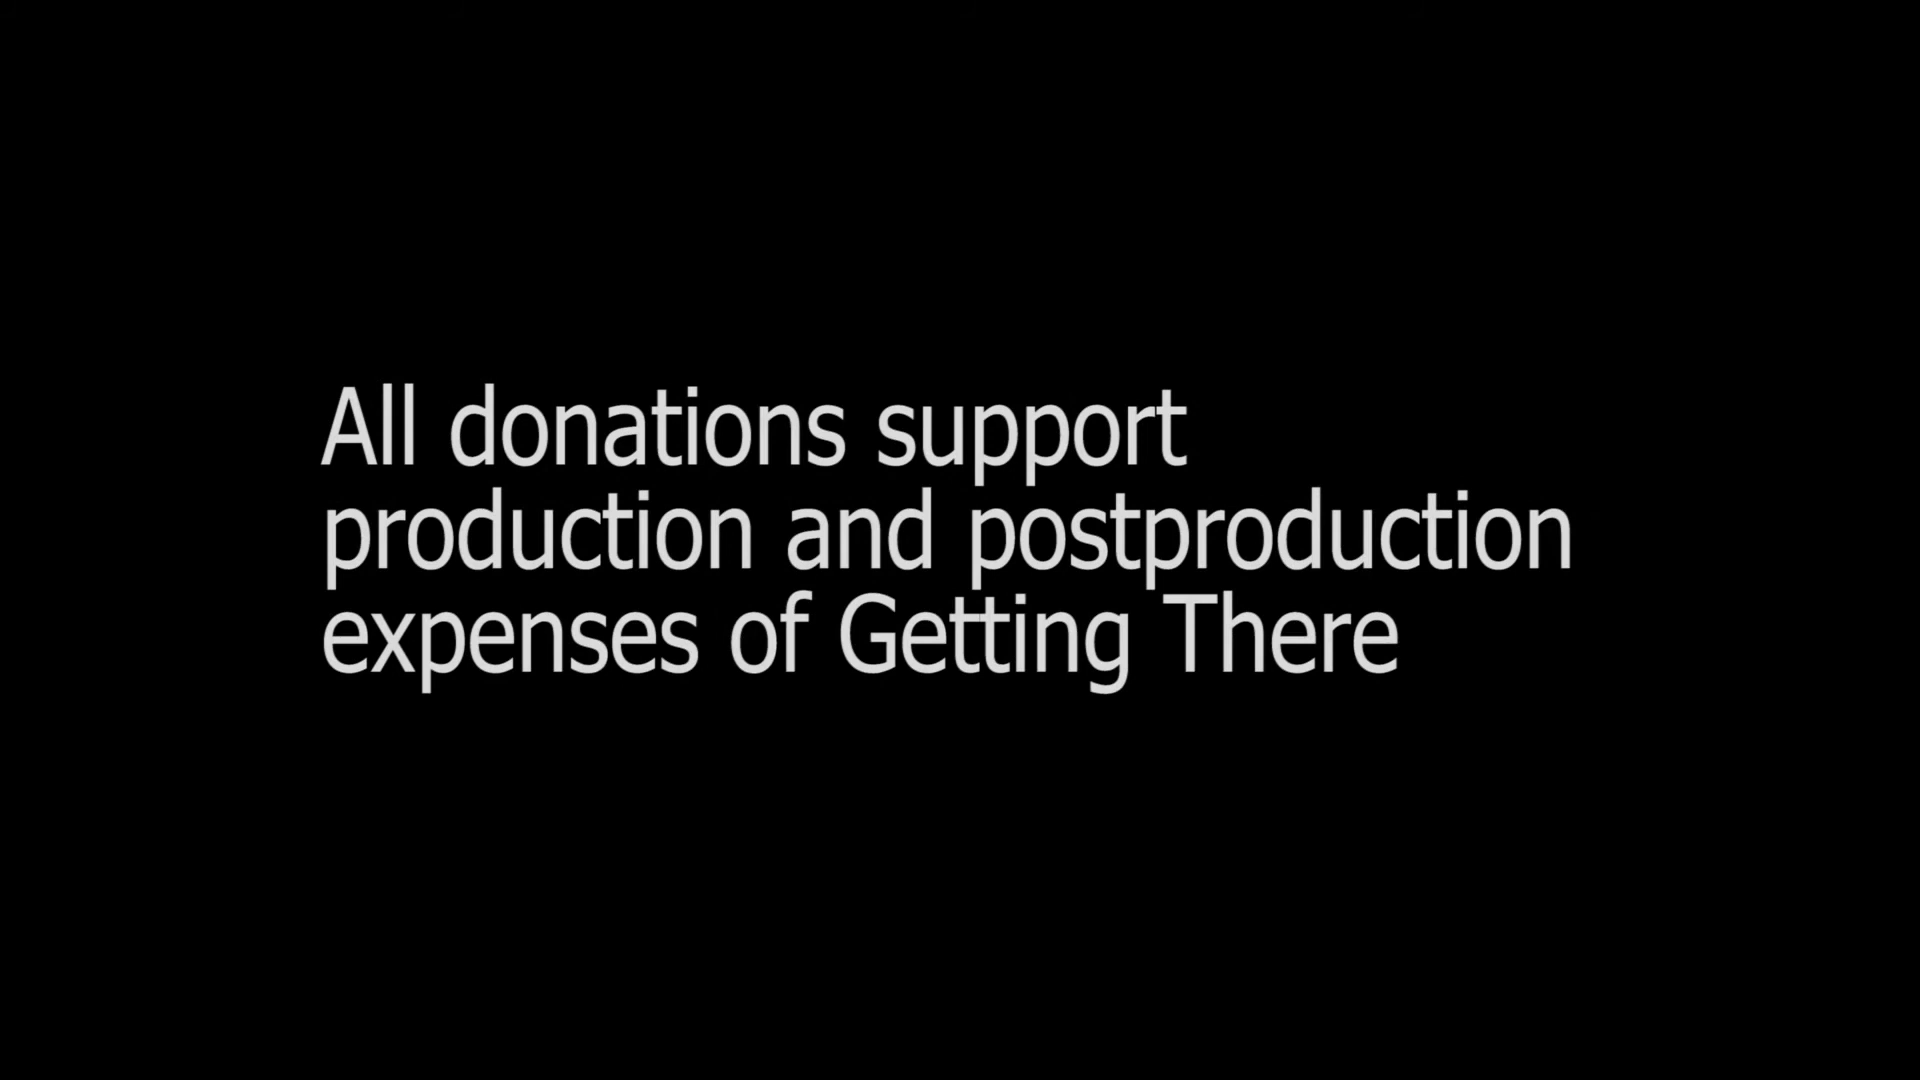 All donations support
production and postproduction
expenses of Getting There